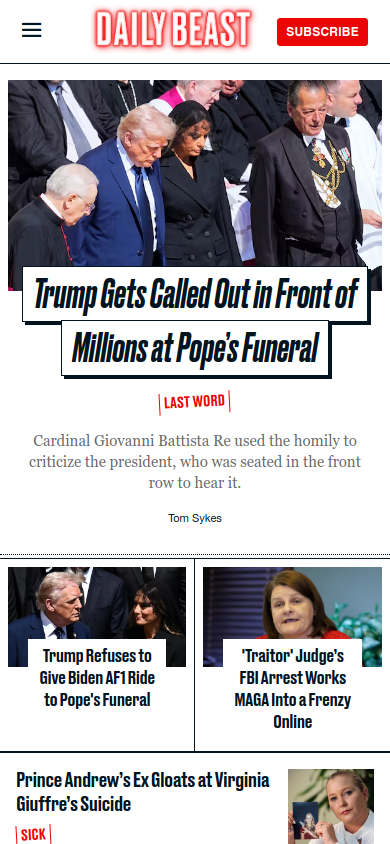 DAILY BEAST
SUBSCRIBE
Trump Gets Called Out in Front of
Millions at Pope's Funeral
LAST WORD
Cardinal Giovanni Battista Re used the homily to
criticize the president, who was seated in the front
row to hear it.
Tom Sykes
Trump Refuses to
Give Biden AF1 Ride
to Pope's Funeral
'Traitor' Judge's
FBI Arrest Works
MAGA Into a Frenzy
Online
Prince Andrew's Ex Gloats at Virginia
Giuffre's Suicide
SICK